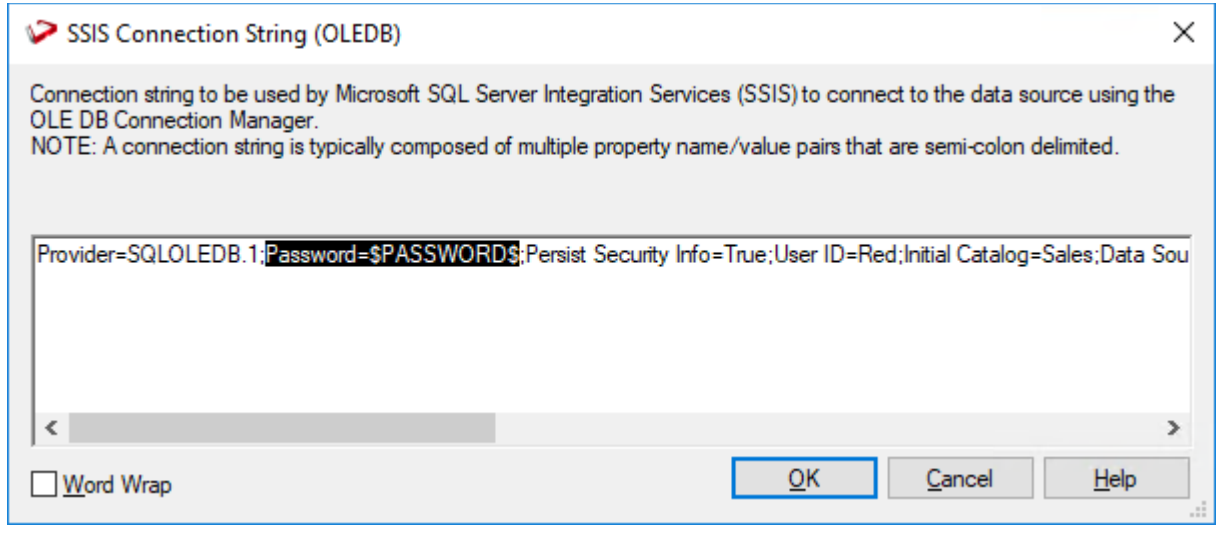 SSIS Connection String (OLEDB)
Connection string to be used by Microsoft SQL Server Integration Services (SSIS) to connect to the data source using the
OLE DB Connection Manager.
NOTE: A connection string is typically composed of multiple property name/value pairs that are semi-colon delimited.
Provider=SQLOLEDB.1;Password=$PASSWORD$;Persist Security Info=True;User ID=Red;Initial Catalog=Sales;Data Sou
Word Wrap
OK
Cancel
Help